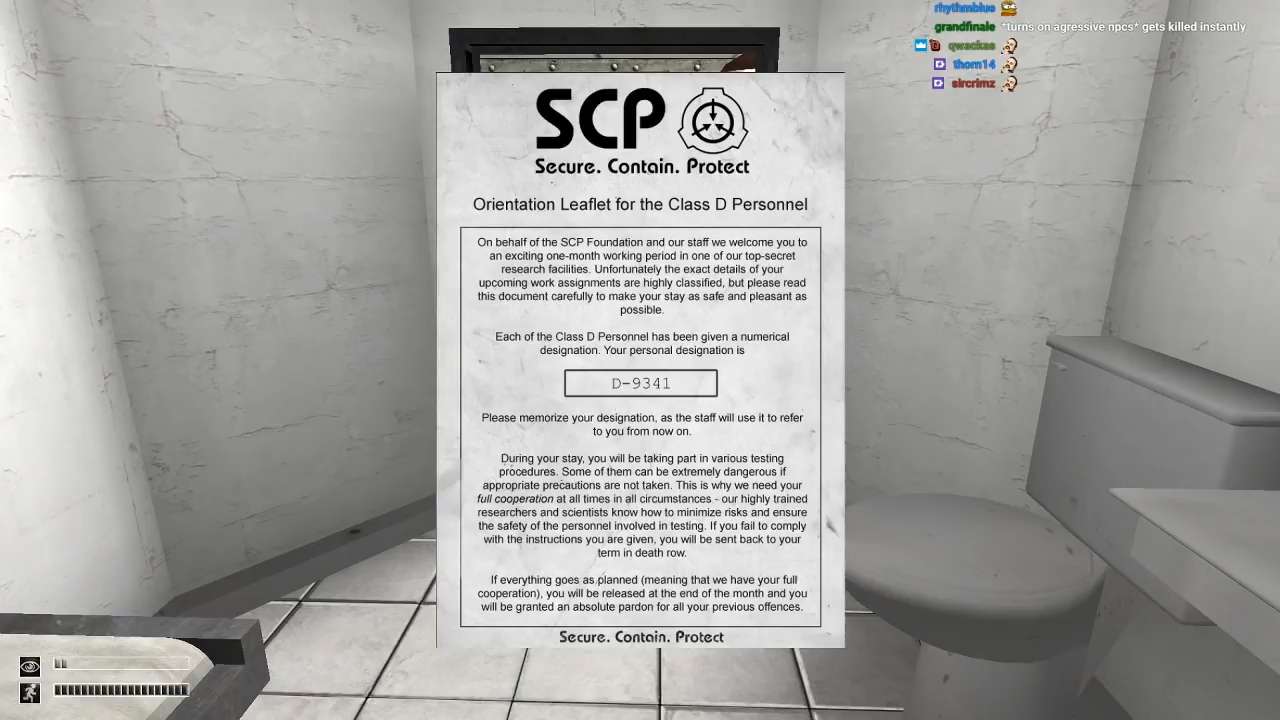 rhythmblue
grandfinale *turns on agressive npcs* gets killed instantly
qwackas
thorn14
sircrimz
SCP
Secure. Contain. Protect
Orientation Leaflet for the Class D Personnel
On behalf of the SCP Foundation and our staff we welcome you to
an exciting one-month working period in one of our top-secret
research facilities. Unfortunately the exact details of your
upcoming work assignments are highly classified, but please read
this document carefully to make your stay as safe and pleasant as
possible.
Each of the Class D Personnel has been given a numerical
designation. Your personal designation is
D-9341
Please memorize your designation, as the staff will use it to refer
to you from now on.
During your stay, you will be taking part in various testing
procedures. Some of them can be extremely dangerous if
appropriate precautions are not taken. This is why we need your
full cooperation at all times in all circumstances - our highly trained
researchers and scientists know how to minimize risks and ensure
the safety of the personnel involved in testing. If you fail to comply
with the instructions you are given, you will be sent back to your
term in death row.
If everything goes as planned (meaning that we have your full
cooperation), you will be released at the end of the month and you
will be granted an absolute pardon for all your previous offences.
Secure. Contain. Protect